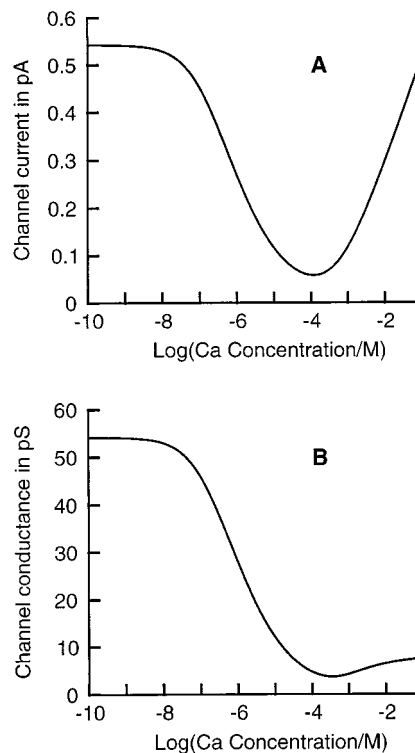 0.6
0.5
0.4
0.3
0.2
0.1
0
Channel current in pA
A
-10 -8 -6 -4 -2
Log(Ca Concentration/M)
60
50
40
30
20
10
0
Channel conductance in pS
B
-10 -8 -6 -4 -2
Log(Ca Concentration/M)